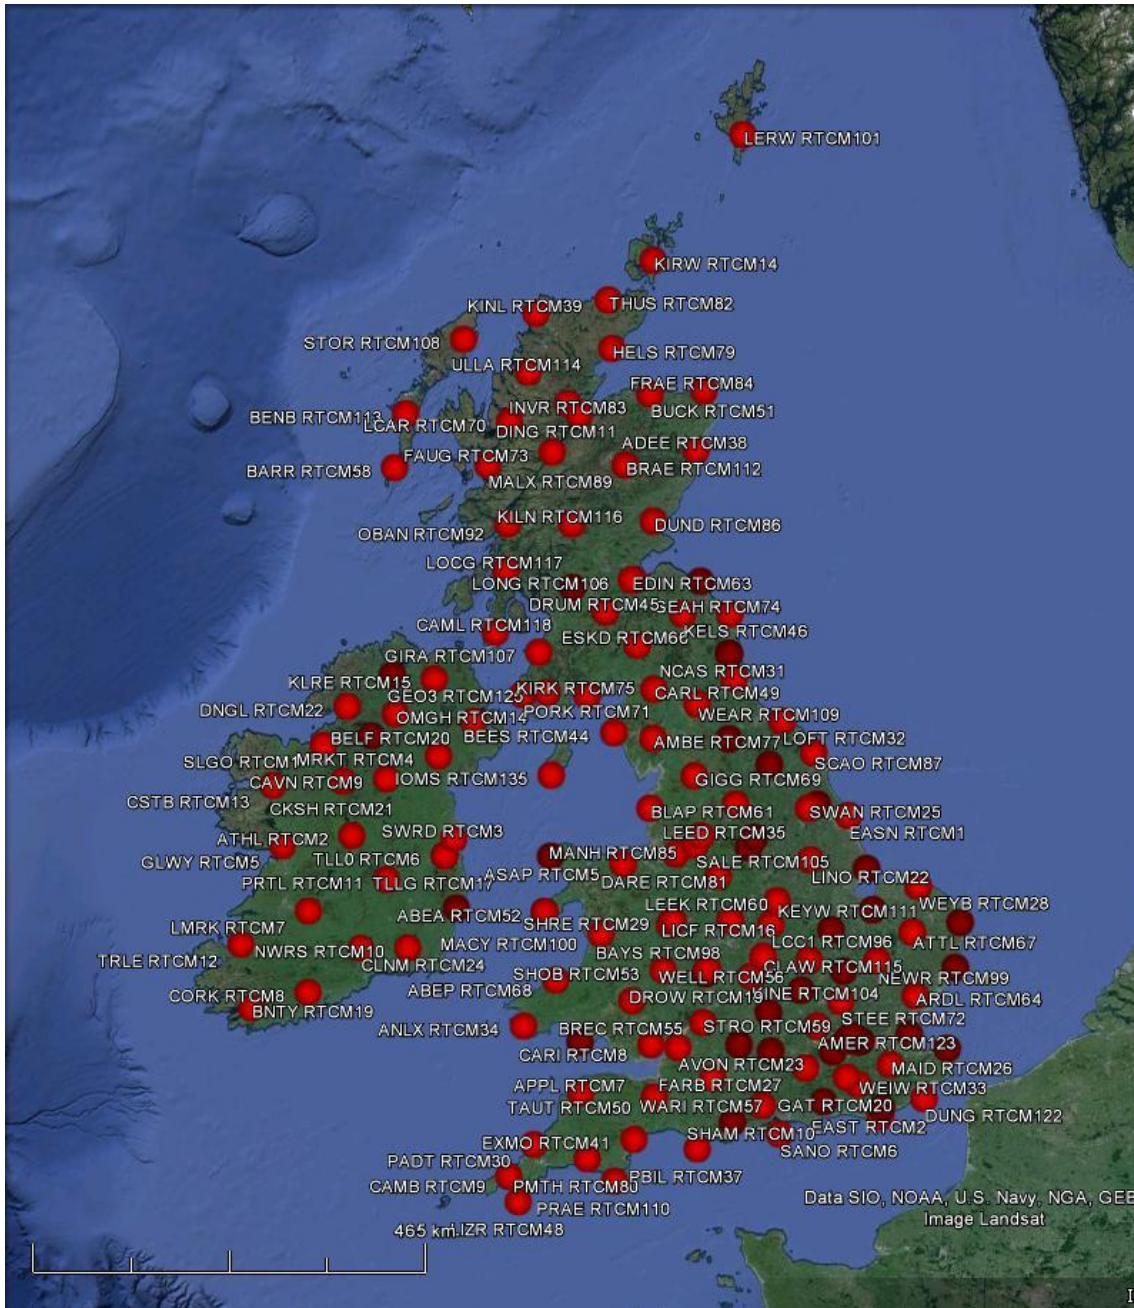 LERW RTCM101
KIRW RTCM14
KINL RTCM39
THUS RTCM82
STOR RTCM108
HELS RTCM79
ULLA RTCM114
FRAE RTCM84
BENB RTCM113
LCAR RTCM70
INVR RTCM83
BUCK RTCM51
DING RTCM11
ADEE RTCM38
FAUG RTCM73
BARR RTCM58
BRAE RTCM112
MALX RTCM89
KILN RTCM116
OBAN RTCM92
DUND RTCM86
LOCG RTCM117
LONG RTCM106
EDIN RTCM63
DRUM RTCM45
SEAH RTCM74
CAML RTCM118
KELS RTCM46
ESKD RTCM66
GIRA RTCM107
NCAS RTCM31
KLRE RTCM15
GEO3 RTCM125
KIRK RTCM75
CARL RTCM49
DNGL RTCM22
OMGH RTCM14
PORK RTCM71
WEAR RTCM109
BELF RTCM20
BEES RTCM44
AMBE RTCM77
LOFT RTCM32
SLGO RTCM1
MRKT RTCM4
SCAO RTCM87
CAVN RTCM9
IOMS RTCM135
GIGG RTCM69
CSTB RTCM13
CKSH RTCM21
BLAP RTCM61
SWAN RTCM25
ATHL RTCM2
SWRD RTCM3
LEED RTCM35
EASN RTCM1
GLWY RTCM5
TLL0 RTCM6
MANH RTCM85
SALE RTCM105
PRTL RTCM11
TLLG RTCM17
ASAP RTCM5
DARE RTCM81
LINO RTCM22
LMRK RTCM7
ABEA RTCM52
SHRE RTCM29
LEEK RTCM60
KEYW RTCM111
WEYB RTCM28
TRLE RTCM12
NWRS RTCM10
MACY RTCM100
LICF RTCM16
LCC1 RTCM96
ATTL RTCM67
CLNM RTCM24
BAYS RTCM98
CLAW RTCM115
SHOB RTCM53
WELL RTCM56
NEWR RTCM99
CORK RTCM8
ABEP RTCM68
DROW RTCM19
KINE RTCM104
ARDL RTCM64
BNTY RTCM19
STEE RTCM72
ANLX RTCM34
BREC RTCM55
STRO RTCM59
AMER RTCM123
CARI RTCM8
AVON RTCM23
MAID RTCM26
APPL RTCM7
FARB RTCM27
WEIW RTCM33
TAUT RTCM50
WARI RTCM57
GAT RTCM20
DUNG RTCM122
EAST RTCM2
EXMO RTCM41
SHAM RTCM10
SANO RTCM6
PADT RTCM30
PBIL RTCM37
CAMB RTCM9
PMTH RTCM80
PRAE RTCM110
Data SIO, NOAA, U.S. Navy, NGA, GEB
Image Landsat
465 km
LIZR RTCM48